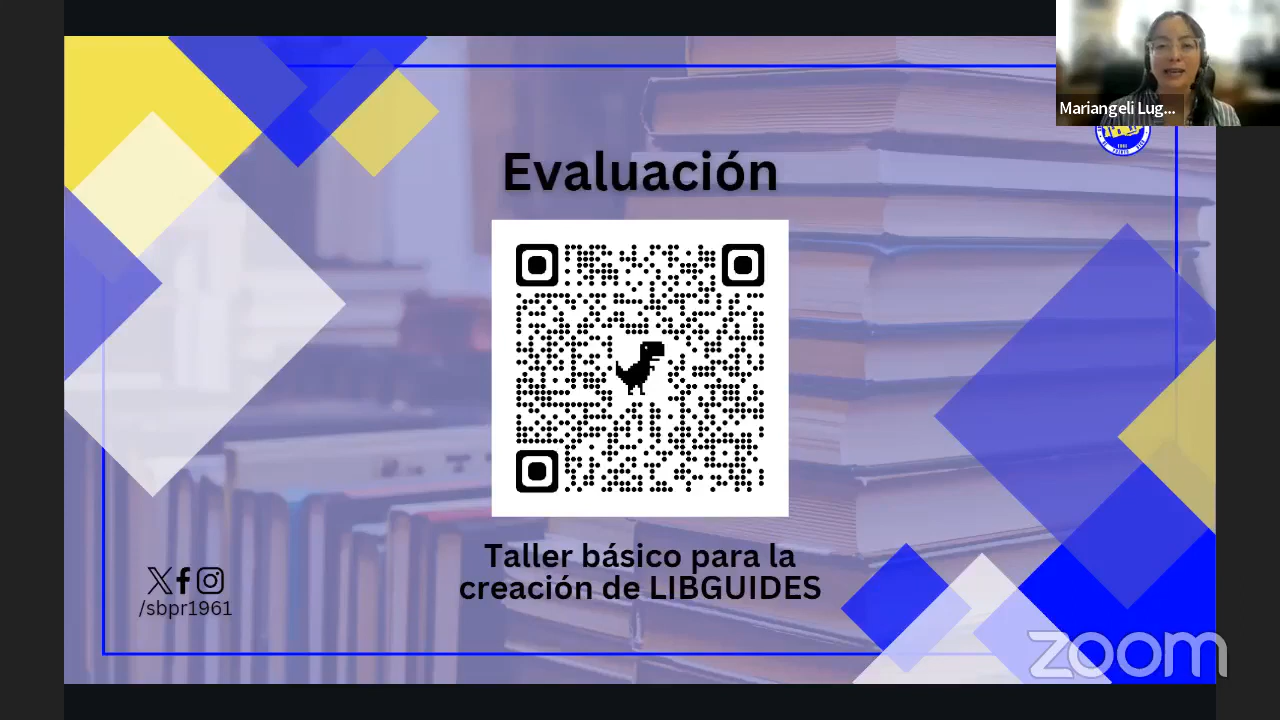 Mariangeli Lug...
Evaluación
Taller básico para la
creación de LIBGUIDES
/sbpr1961
zoom